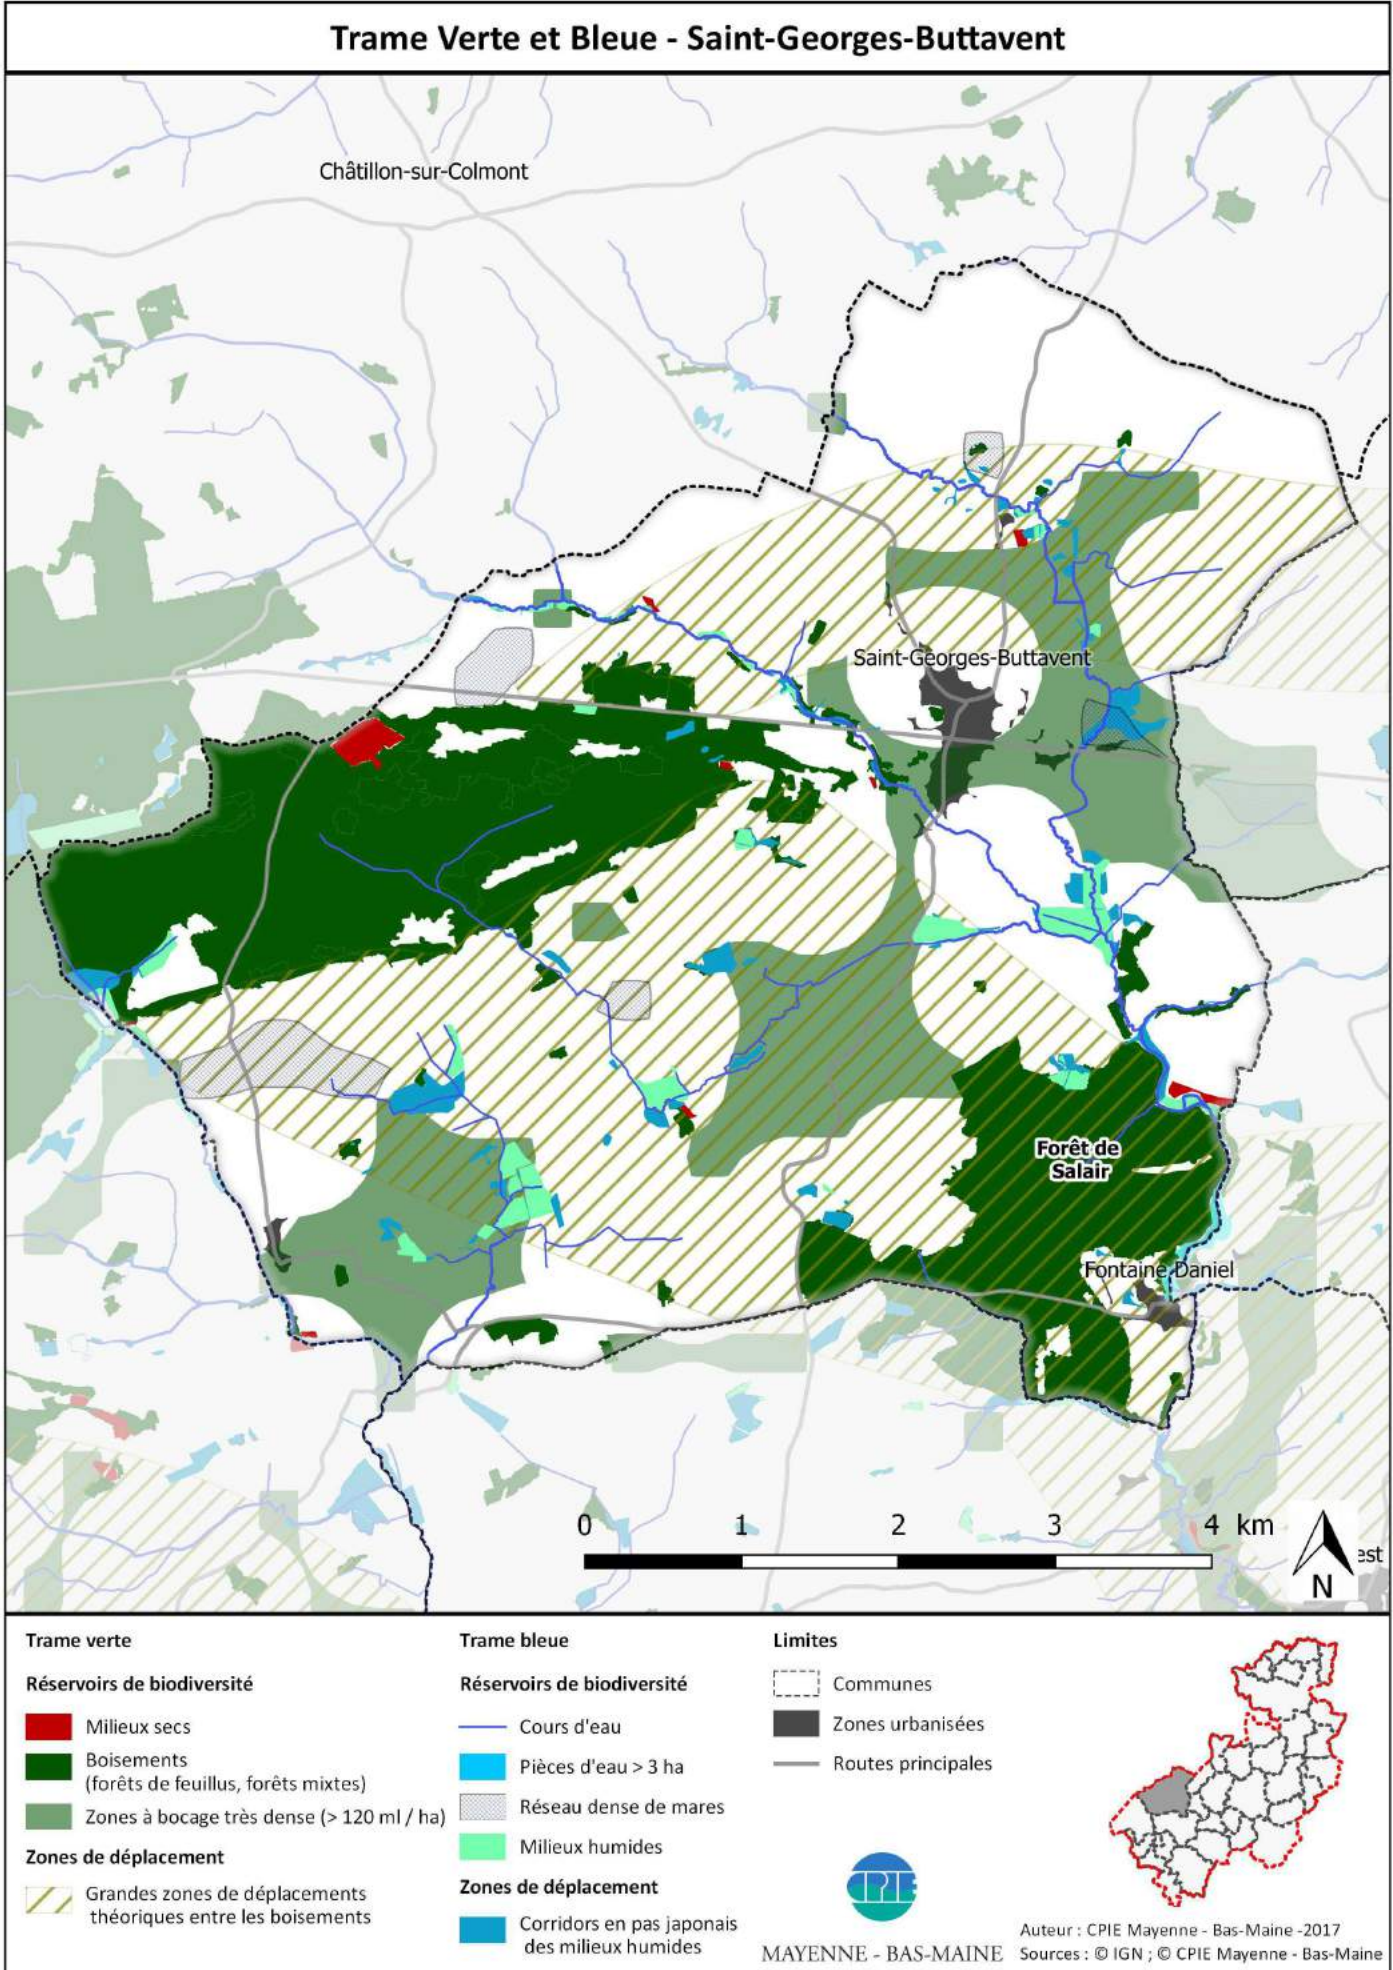 Trame Verte et Bleue - Saint-Georges-Buttavent
Châtillon-sur-Colmont
Saint-Georges-Buttavent
Forêt de
Salair
Fontaine Daniel
0 1 2 3 4 km
est
N
Trame verte
Réservoirs de biodiversité
Milieux secs
Boisements
(forêts de feuillus, forêts mixtes)
Zones à bocage très dense (> 120 ml / ha)
Zones de déplacement
Grandes zones de déplacements
théoriques entre les boisements
Trame bleue
Réservoirs de biodiversité
Cours d'eau
Pièces d'eau > 3 ha
Réseau dense de mares
Milieux humides
Zones de déplacement
Corridors en pas japonais
des milieux humides
Limites
Communes
Zones urbanisées
Routes principales
CPIE
MAYENNE - BAS-MAINE
Auteur : CPIE Mayenne - Bas-Maine -2017
Sources : © IGN ; © CPIE Mayenne - Bas-Maine